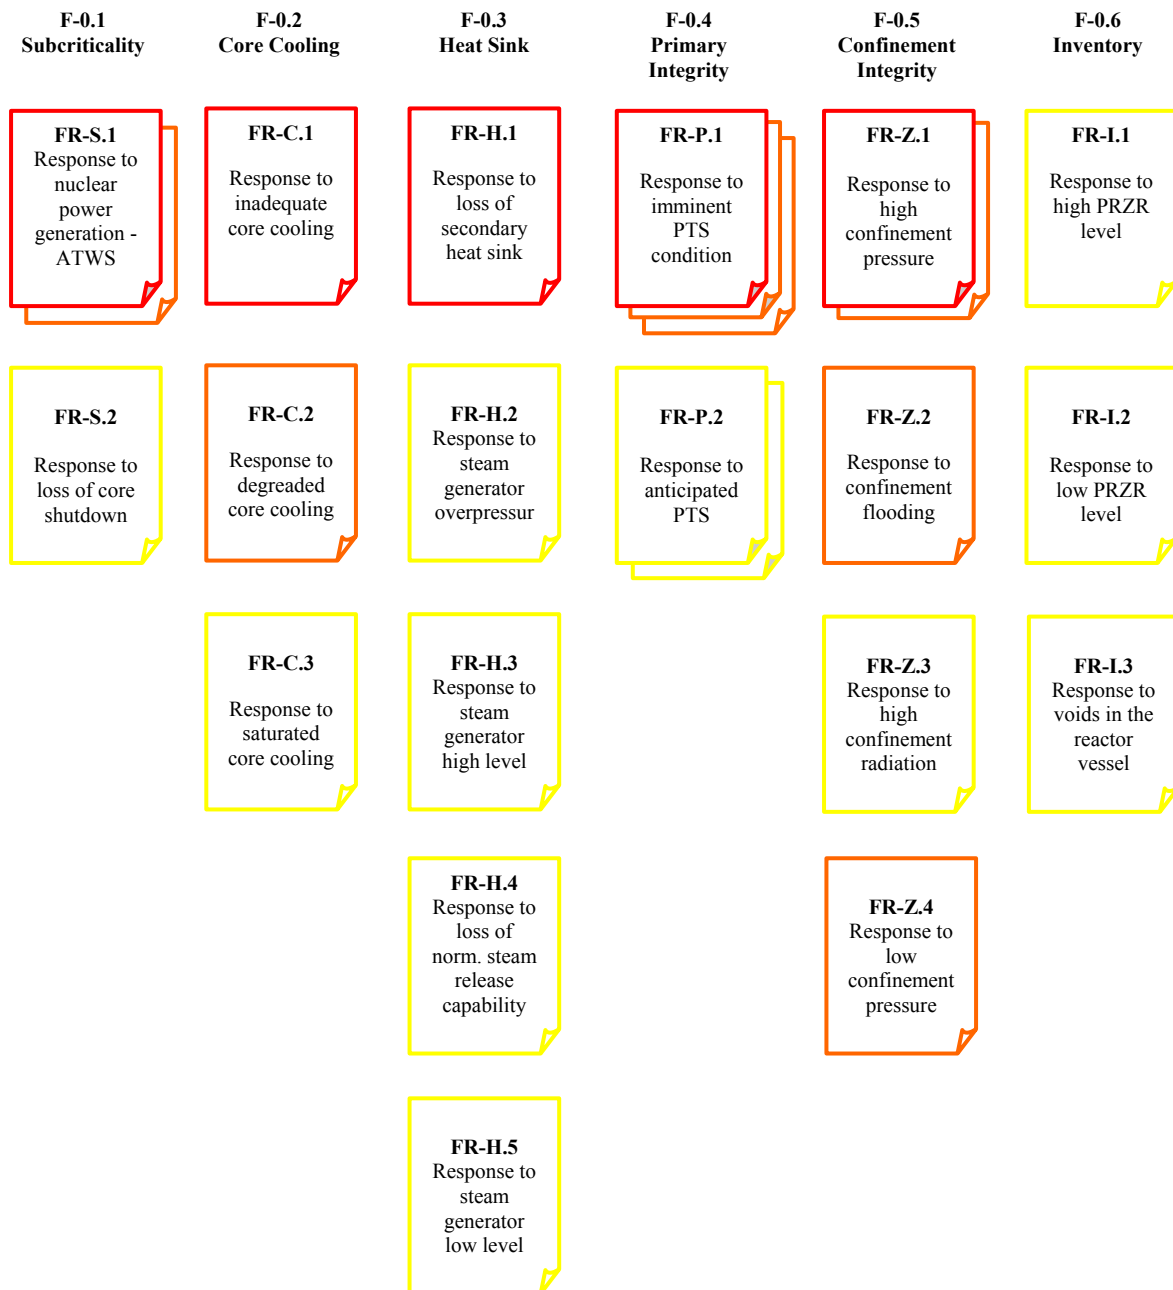 F-0.1
Subcriticality
F-0.2
Core Cooling
F-0.3
Heat Sink
F-0.4
Primary
Integrity
F-0.5
Confinement
Integrity
F-0.6
Inventory
FR-S.1
Response to
nuclear
power
generation -
ATWS
FR-C.1
Response to
inadequate
core cooling
FR-H.1
Response to
loss of
secondary
heat sink
FR-P.1
Response to
imminent
PTS
condition
FR-Z.1
Response to
high
confinement
pressure
FR-I.1
Response to
high PRZR
level
FR-S.2
Response to
loss of core
shutdown
FR-C.2
Response to
degreaded
core cooling
FR-H.2
Response to
steam
generator
overpressur
FR-P.2
Response to
anticipated
PTS
FR-Z.2
Response to
confinement
flooding
FR-I.2
Response to
low PRZR
level
FR-C.3
Response to
saturated
core cooling
FR-H.3
Response to
steam
generator
high level
FR-Z.3
Response to
high
confinement
radiation
FR-I.3
Response to
voids in the
reactor
vessel
FR-H.4
Response to
loss of
norm. steam
release
capability
FR-Z.4
Response to
low
confinement
pressure
FR-H.5
Response to
steam
generator
low level